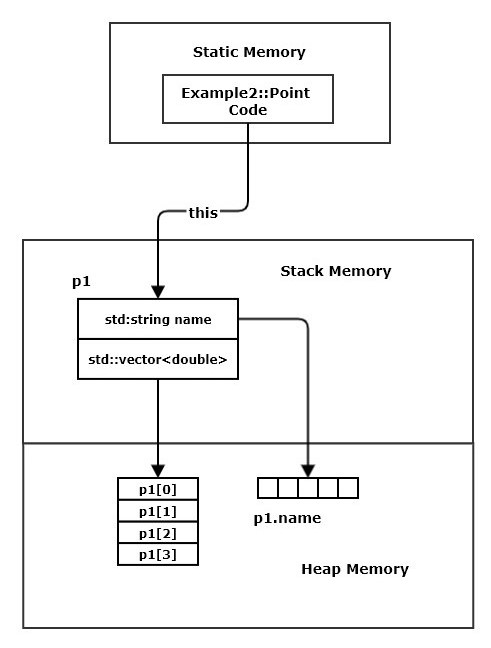 Static Memory
Example2::Point
Code
this
Stack Memory
p1
std:string name
std::vector<double>
p1[0]
p1[1]
p1[2]
p1[3]
p1.name
Heap Memory